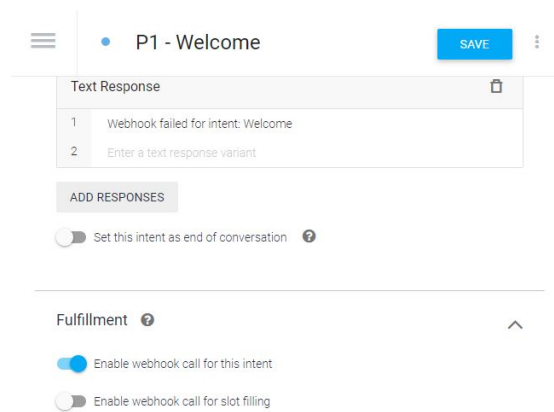 P1 - Welcome
SAVE
Text Response
1 Webhook failed for intent: Welcome
2 Enter a text response variant
ADD RESPONSES
Set this intent as end of conversation ?
Fulfillment ?
Enable webhook call for this intent
Enable webhook call for slot filling